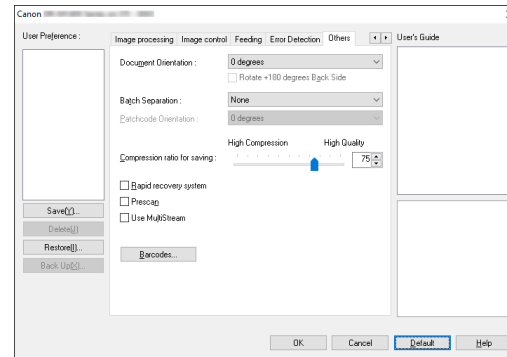 Canon
User Preference :
Image processing Image control Feeding Error Detection Others
User's Guide
Document Orientation :
0 degrees
Rotate +180 degrees Back Side
Batch Separation :
None
Patchcode Orientation :
0 degrees
High Compression High Quality
Compression ratio for saving :
75
Rapid recovery system
Prescan
Use MultiStream
Save(Y)...
Delete(J)
Restore(I)...
Back Up(X)...
Barcodes...
OK Cancel Default Help